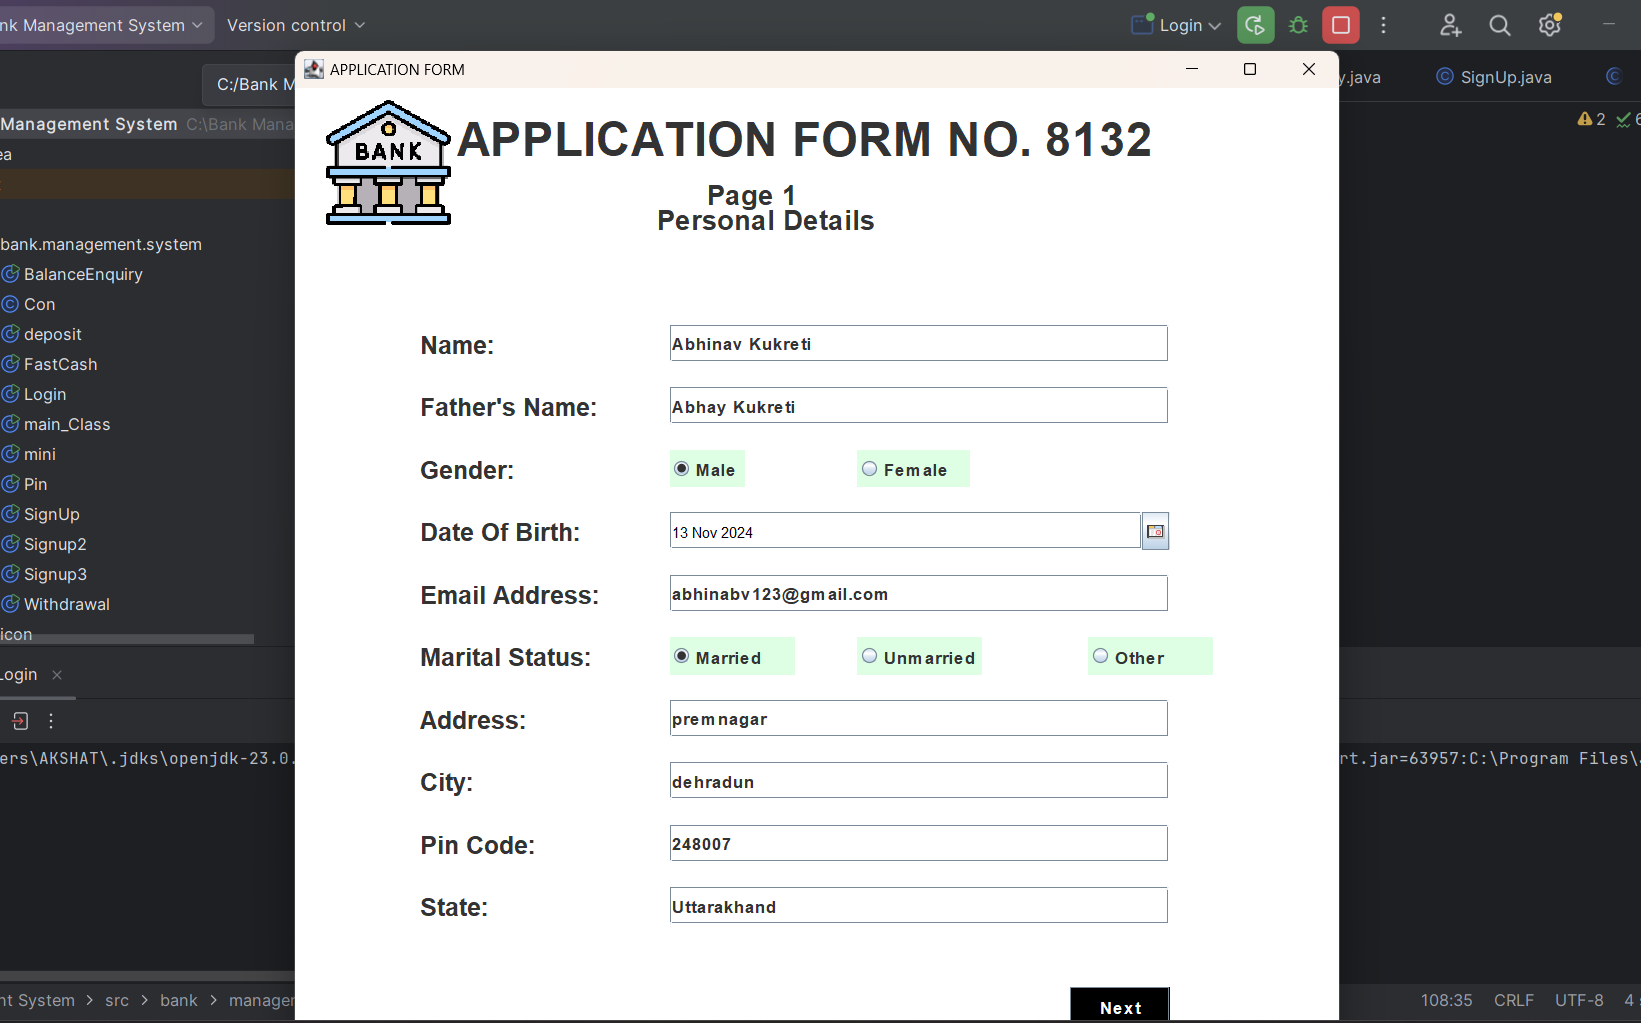 nk Management System Version control Login
APPLICATION FORM
C:/Bank M
y.java SignUp.java
Management System C:\Bank Mana
2 6
ea
bank.management.system
BalanceEnquiry
Con
deposit
FastCash
Login
main_Class
mini
Pin
SignUp
Signup2
Signup3
Withdrawal
icon
BANK
APPLICATION FORM NO. 8132
Page 1
Personal Details
Name: Abhinav Kukreti
Father's Name: Abhay Kukreti
Gender: Male Female
Date Of Birth: 13 Nov 2024
Email Address: abhinabv123@gmail.com
Marital Status: Married Unmarried Other
Address: premnagar
City: dehradun
Pin Code: 248007
State: Uttarakhand
Next
Login
ers\AKSHAT\.jdks\openjdk-23.0. rt.jar=63957:C:\Program Files\
nt System > src > bank > manager 108:35 CRLF UTF-8 4